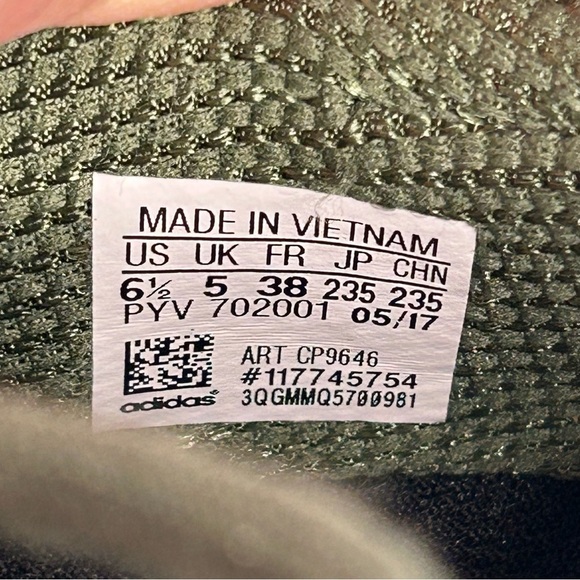 MADE IN VIETNAM
US UK FR JP CHN
6½ 5 38 235 235
PYV 702001 05/17
ART CP9646
#117745754
adidas 3QGMMQ5700981